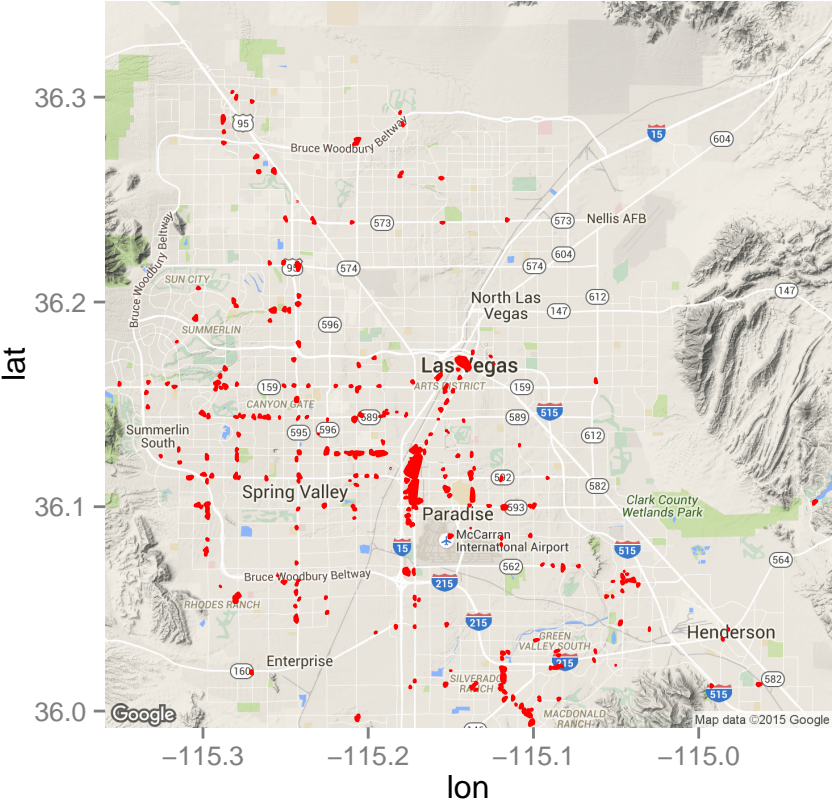 36.3
36.2
36.1
36.0
lat
−115.3
−115.2
−115.1
−115.0
lon
95
Bruce Woodbury Beltway
15
604
573
573
Nellis AFB
604
574
95
574
Bruce Woodbury Beltway
SUN CITY
612
147
North Las
Vegas
147
596
SUMMERLIN
Las Vegas
159
ARTS DISTRICT
159
CANYON GATE
589
589
515
Summerlin
South
595
596
612
592
582
Spring Valley
593
Clark County
Wetlands Park
Paradise
McCarran
International Airport
15
515
562
564
Bruce Woodbury Beltway
215
RHODES RANCH
215
GREEN
VALLEY SOUTH
Henderson
215
Enterprise
160
SILVERADO
RANCH
582
515
MACDONALD
RANCH
Google
Map data ©2015 Google